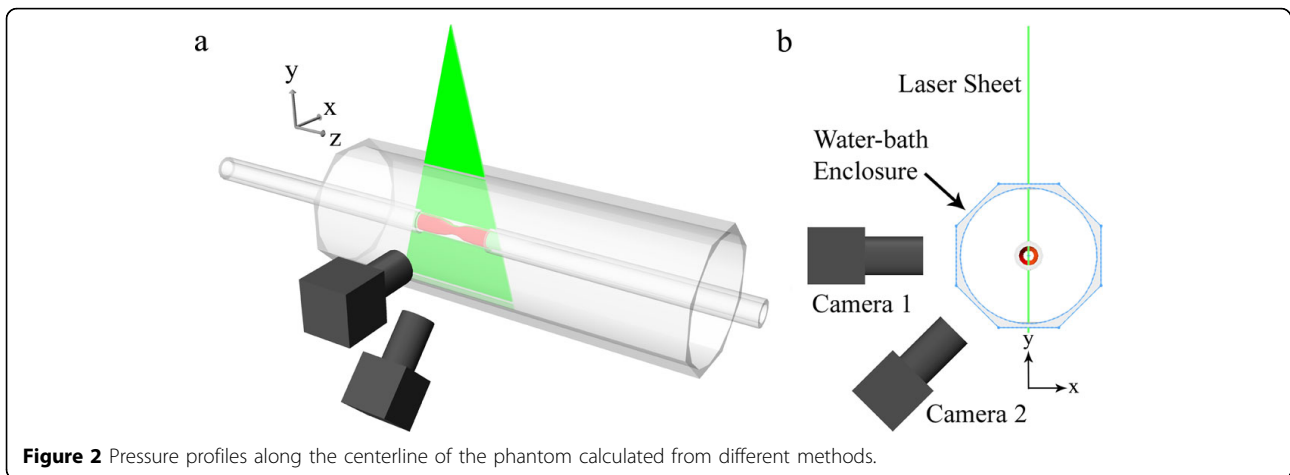 a
y
x
z
b
Laser Sheet
Water-bath
Enclosure
Camera 1
Camera 2
y
x
Figure 2 Pressure profiles along the centerline of the phantom calculated from different methods.